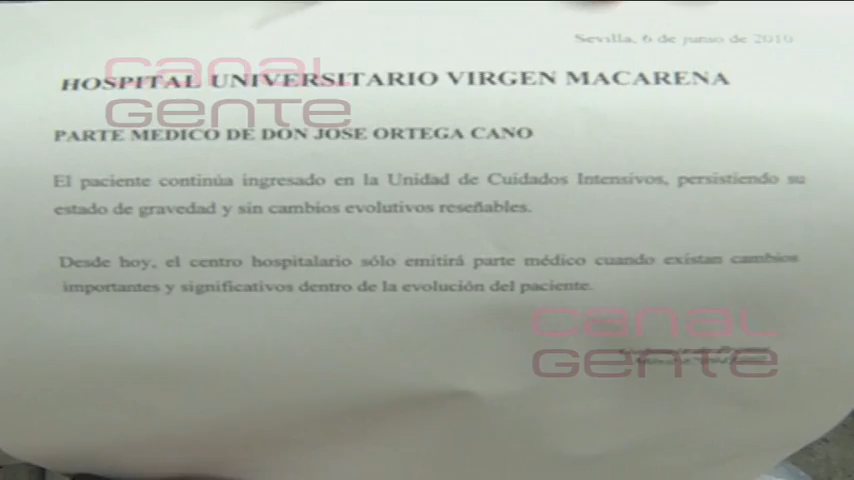 Sevilla, 6 de junio de 2010
HOSPITAL UNIVERSITARIO VIRGEN MACARENA
PARTE MEDICO DE DON JOSE ORTEGA CANO
El paciente continúa ingresado en la Unidad de Cuidados Intensivos, persistiendo su
estado de gravedad y sin cambios evolutivos reseñables.
Desde hoy, el centro hospitalario sólo emitirá parte médico cuando existan cambios
importantes y significativos dentro de la evolución del paciente.
canal
Gente
canal
Gente